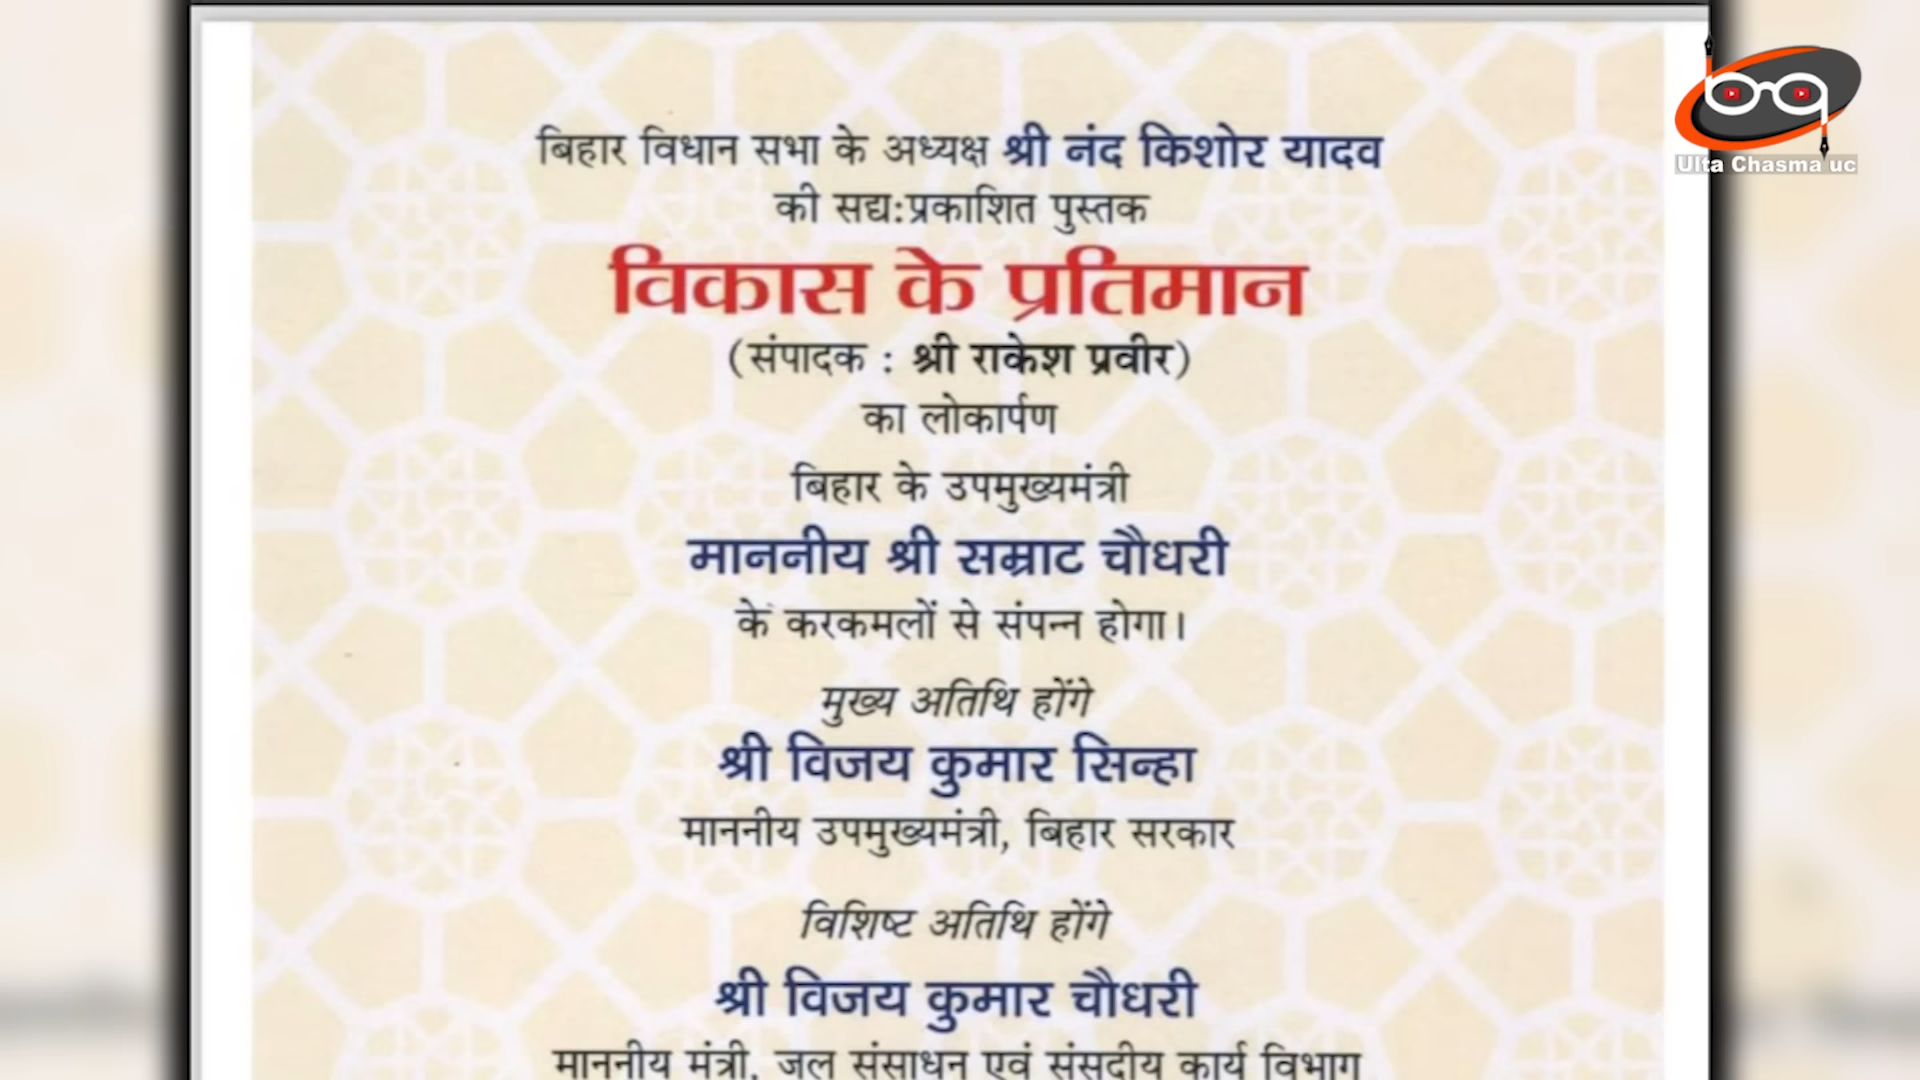 बिहार विधान सभा के अध्यक्ष श्री नंद किशोर यादव
की सद्य:प्रकाशित पुस्तक
विकास के प्रतिमान
(संपादक : श्री राकेश प्रवीर)
का लोकार्पण
बिहार के उपमुख्यमंत्री
माननीय श्री सम्राट चौधरी
के करकमलों से संपन्न होगा।
मुख्य अतिथि होंगे
श्री विजय कुमार सिन्हा
माननीय उपमुख्यमंत्री, बिहार सरकार
विशिष्ट अतिथि होंगे
श्री विजय कुमार चौधरी
माननीय मंत्री, जल संसाधन एवं संसदीय कार्य विभाग
Ulta Chasma uc